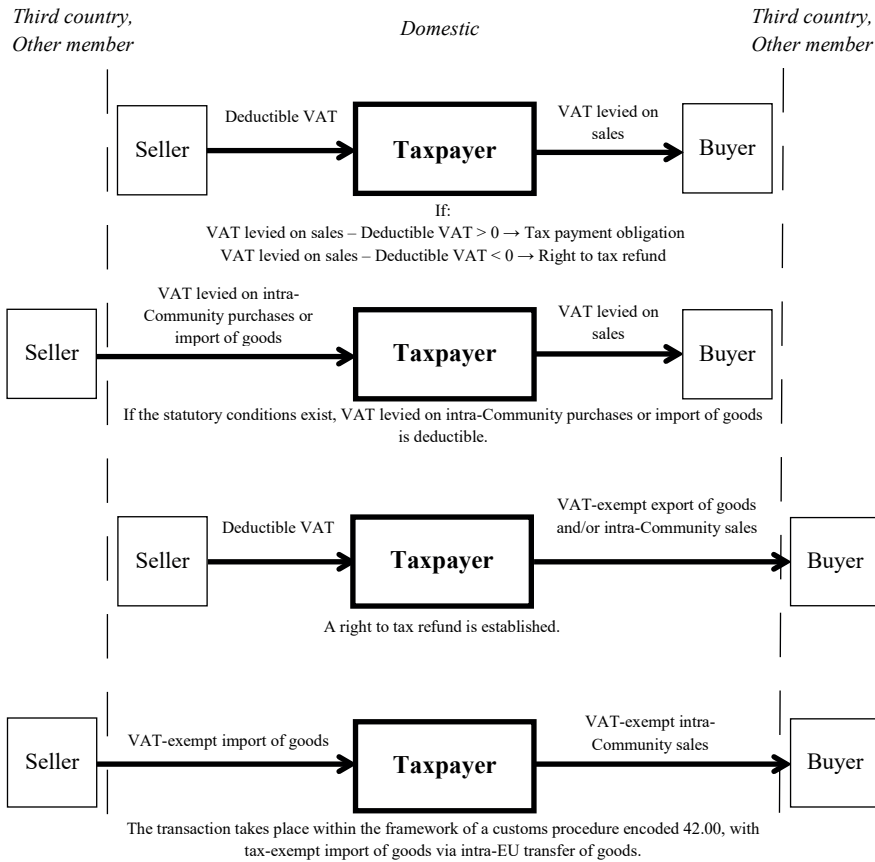 Third country,
Other member
Domestic
Third country,
Other member
Seller
Deductible VAT
Taxpayer
VAT levied on
sales
Buyer
If:
VAT levied on sales – Deductible VAT > 0 → Tax payment obligation
VAT levied on sales – Deductible VAT < 0 → Right to tax refund
Seller
VAT levied on intra-
Community purchases or
import of goods
Taxpayer
VAT levied on
sales
Buyer
If the statutory conditions exist, VAT levied on intra-Community purchases or import of goods
is deductible.
Seller
Deductible VAT
Taxpayer
VAT-exempt export of goods
and/or intra-Community sales
Buyer
A right to tax refund is established.
Seller
VAT-exempt import of goods
Taxpayer
VAT-exempt intra-
Community sales
Buyer
The transaction takes place within the framework of a customs procedure encoded 42.00, with
tax-exempt import of goods via intra-EU transfer of goods.